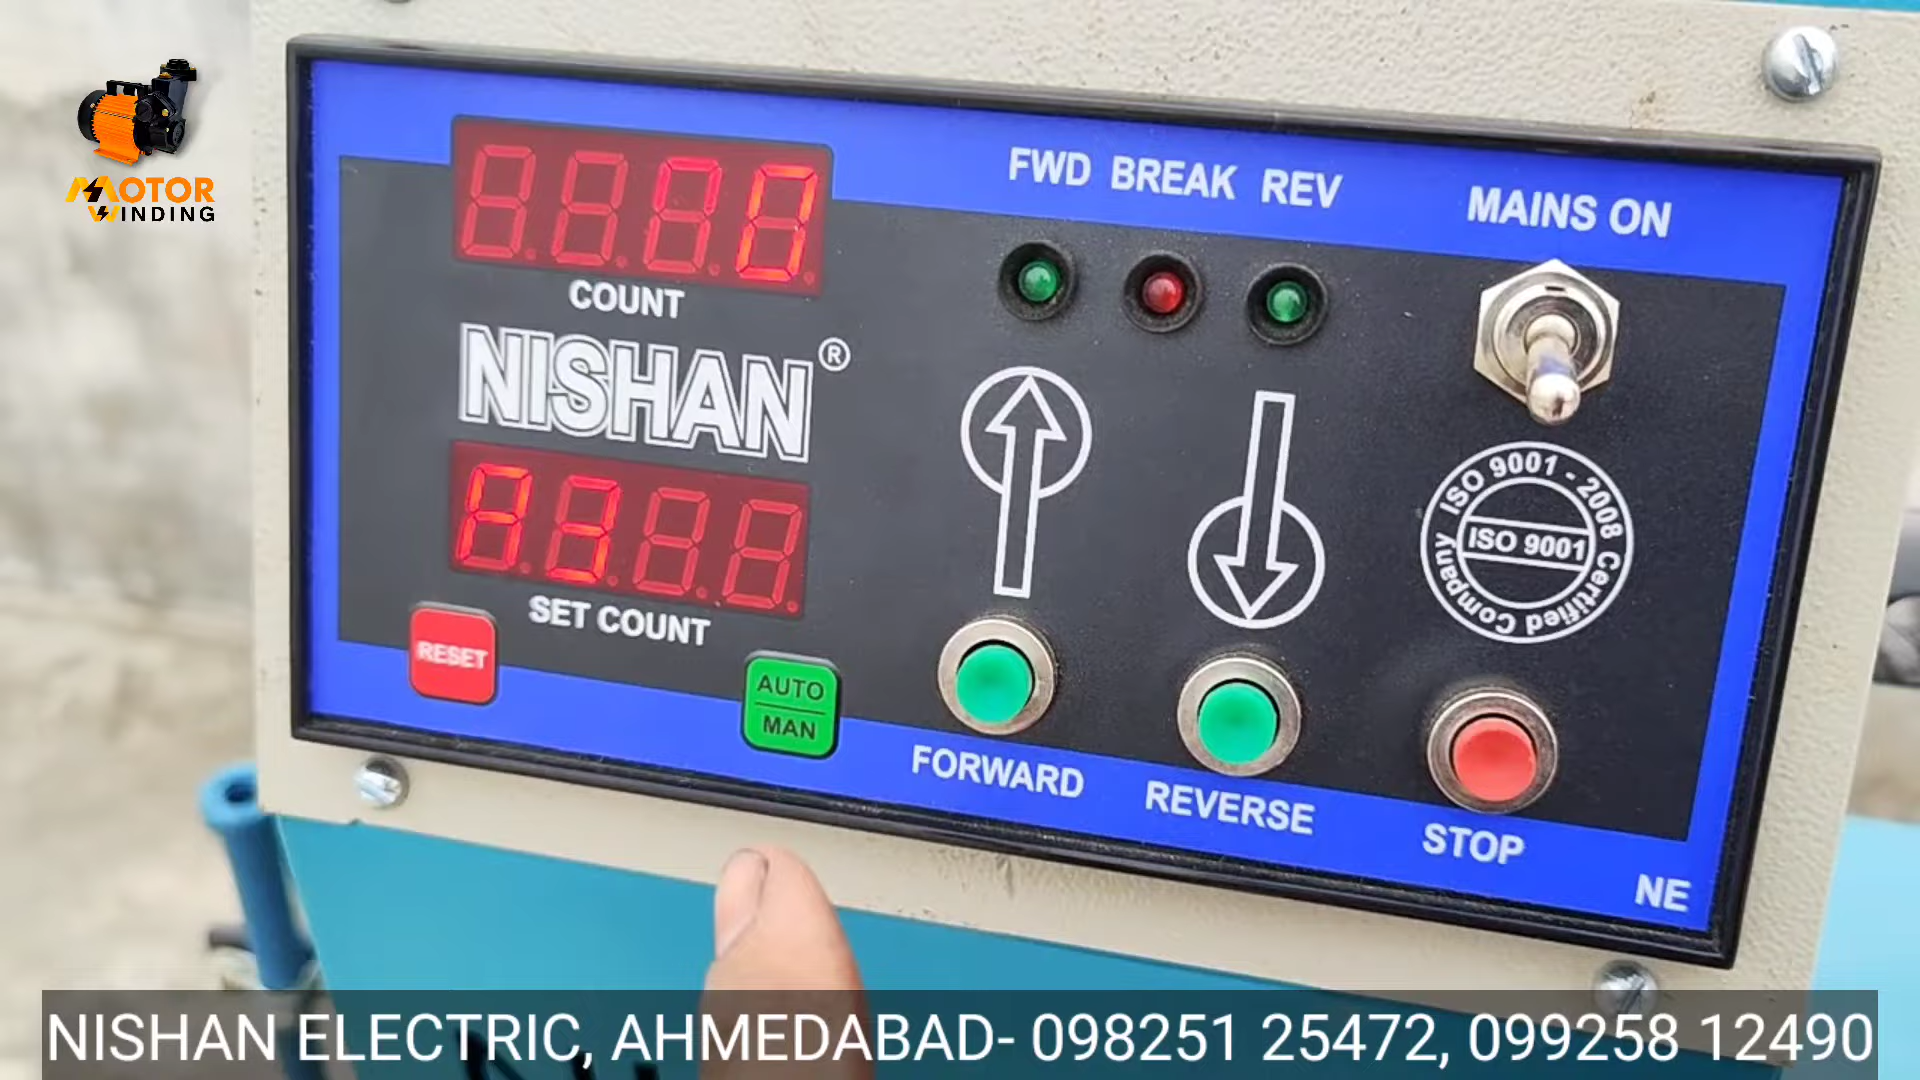 MOTOR
WINDING
FWD BREAK REV
MAINS ON
COUNT
NISHAN®
SET COUNT
RESET
AUTO
MAN
ISO 9001 - 2008 Certified Company
ISO 9001
FORWARD
REVERSE
STOP
NE
NISHAN ELECTRIC, AHMEDABAD- 098251 25472, 099258 12490